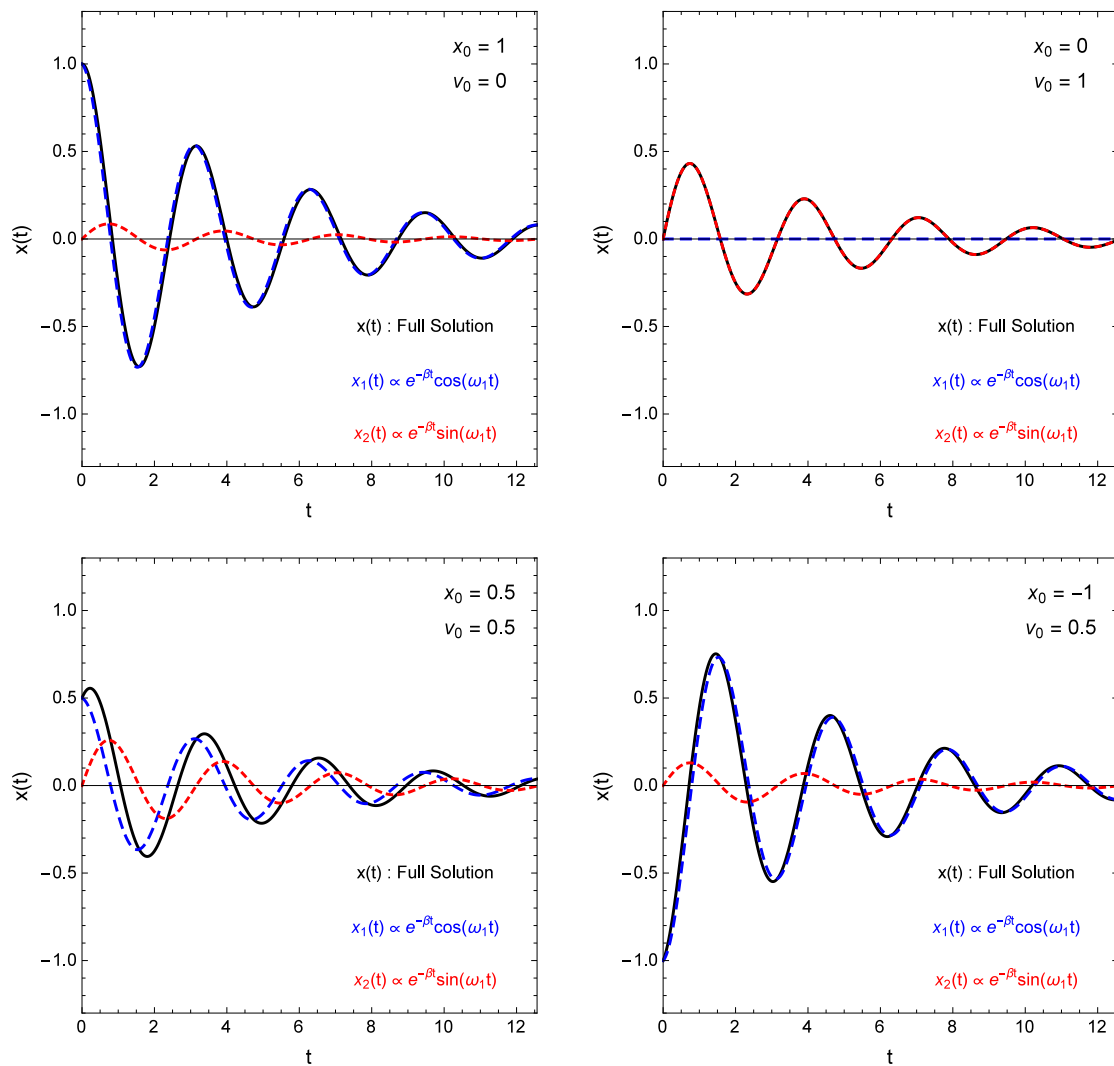 x₀ = 1
v₀ = 0
1.0
0.5
0.0
−0.5
−1.0
x(t)
x(t) : Full Solution
x₁(t) ∝ e^−βt cos(ω₁t)
x₂(t) ∝ e^−βt sin(ω₁t)
0 2 4 6 8 10 12
t
x₀ = 0
v₀ = 1
1.0
0.5
0.0
−0.5
−1.0
x(t)
x(t) : Full Solution
x₁(t) ∝ e^−βt cos(ω₁t)
x₂(t) ∝ e^−βt sin(ω₁t)
0 2 4 6 8 10 12
t
x₀ = 0.5
v₀ = 0.5
1.0
0.5
0.0
−0.5
−1.0
x(t)
x(t) : Full Solution
x₁(t) ∝ e^−βt cos(ω₁t)
x₂(t) ∝ e^−βt sin(ω₁t)
0 2 4 6 8 10 12
t
x₀ = −1
v₀ = 0.5
1.0
0.5
0.0
−0.5
−1.0
x(t)
x(t) : Full Solution
x₁(t) ∝ e^−βt cos(ω₁t)
x₂(t) ∝ e^−βt sin(ω₁t)
0 2 4 6 8 10 12
t